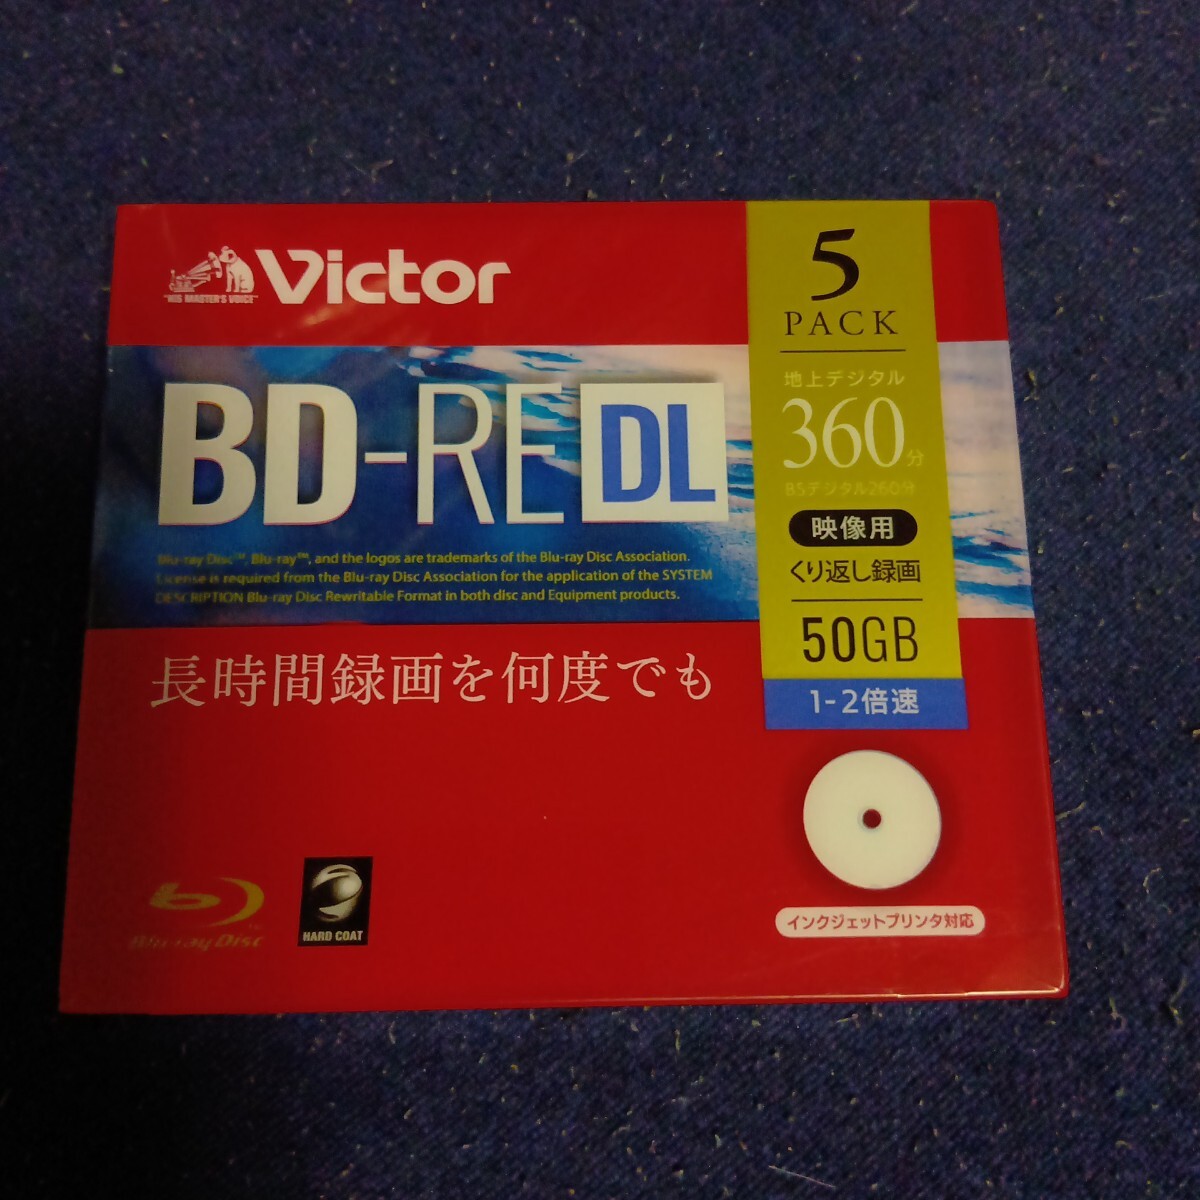 "HIS MASTER'S VOICE"
Victor
BD-RE DL
Blu-ray Disc™, Blu-ray™, and the logos are trademarks of the Blu-ray Disc Association.
License is required from the Blu-ray Disc Association for the application of the SYSTEM
DESCRIPTION Blu-ray Disc Rewritable Format in both disc and Equipment products.
長時間録画を何度でも
5
PACK
地上デジタル
360分
BSデジタル260分
映像用
くり返し録画
50GB
1-2倍速
インクジェットプリンタ対応
Blu-ray Disc™
HARD COAT